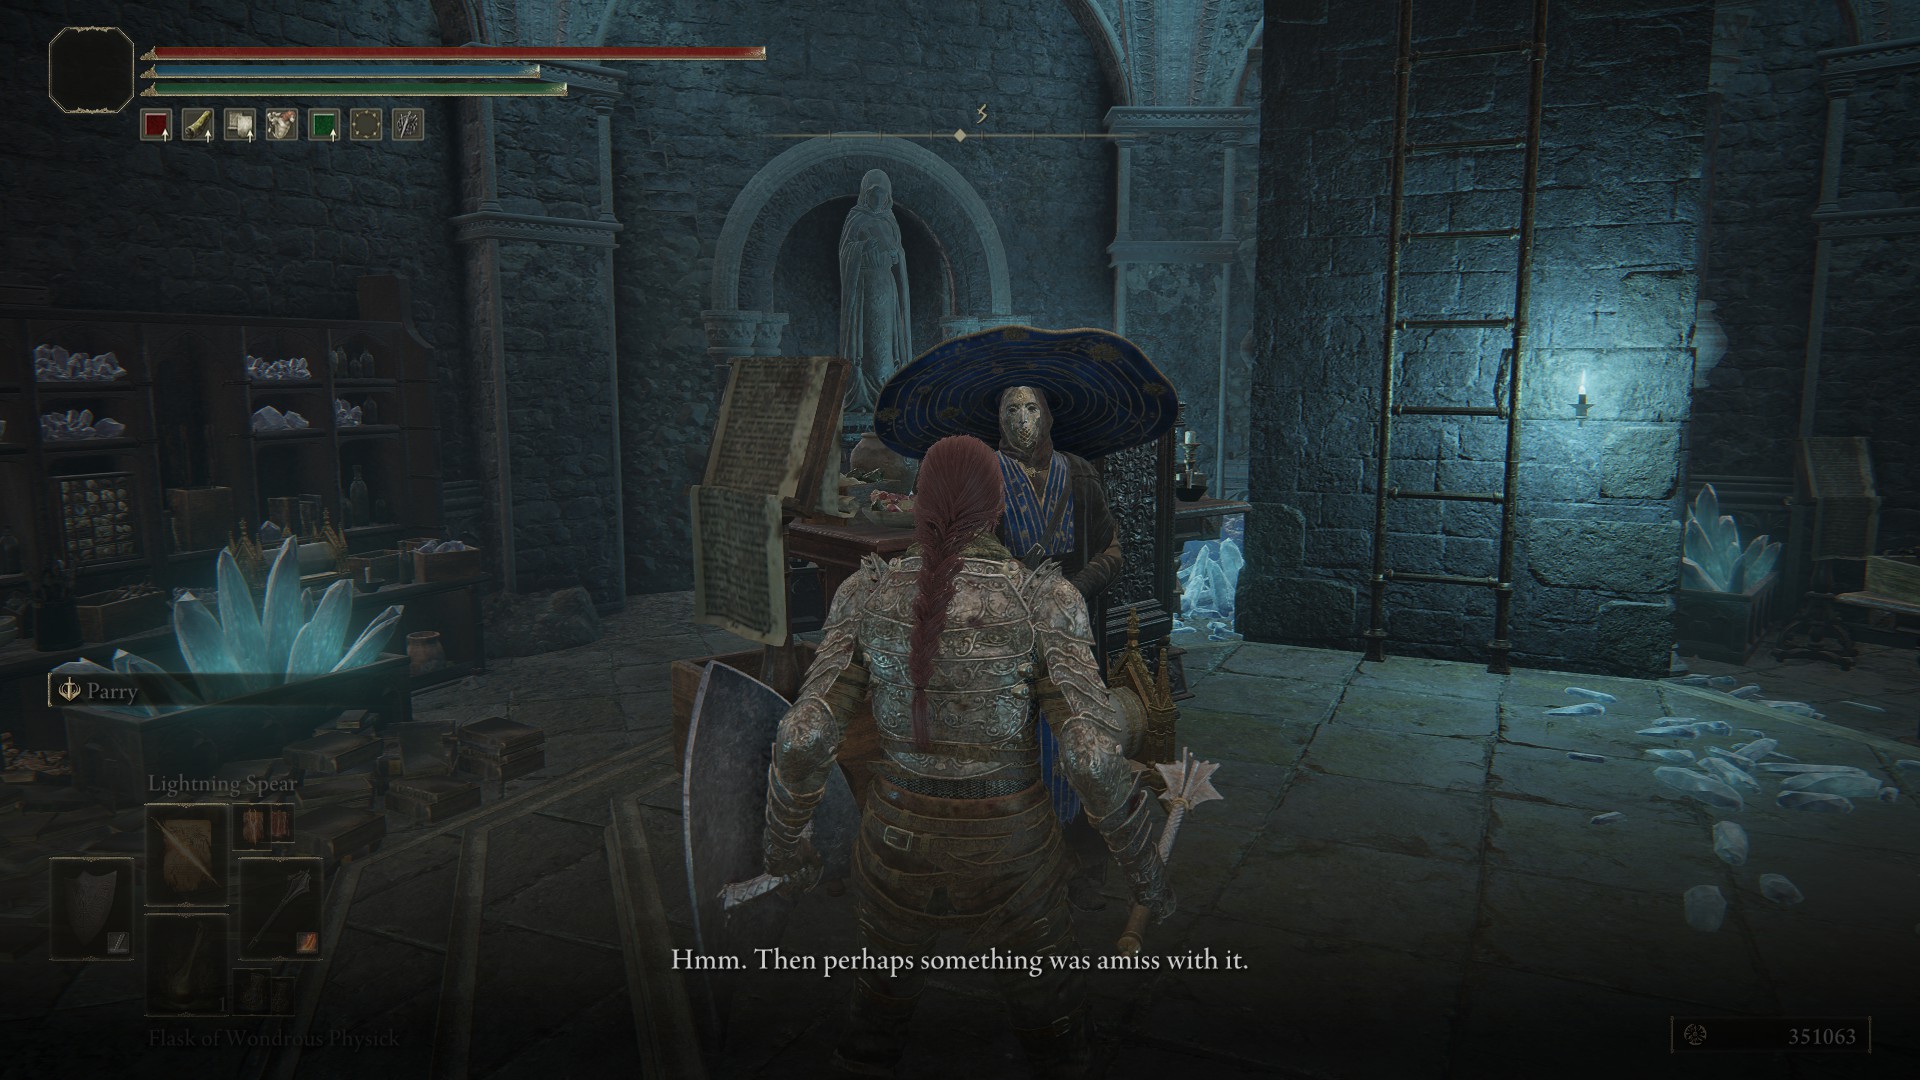 Parry
Lightning Spear
1
Flask of Wondrous Physick
Hmm. Then perhaps something was amiss with it.
351063